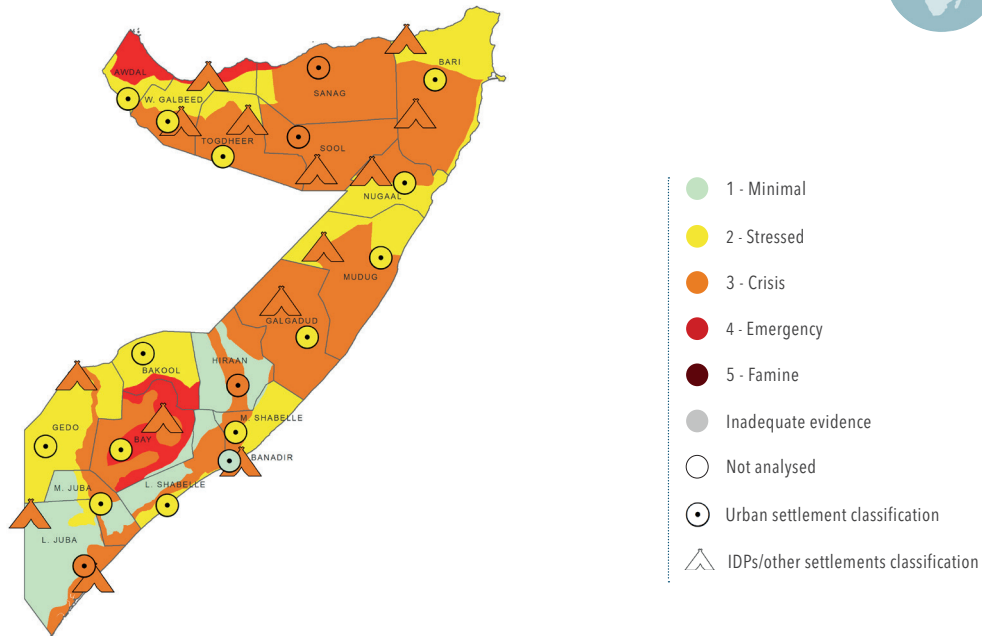 AWDAL
W. GALBEED
TOGDHEER
SANAG
SOOL
BARI
NUGAAL
MUDUG
GALGADUD
HIRAAN
BAKOOL
GEDO
BAY
M. SHABELLE
BANADIR
L. SHABELLE
M. JUBA
L. JUBA
1 - Minimal
2 - Stressed
3 - Crisis
4 - Emergency
5 - Famine
Inadequate evidence
Not analysed
Urban settlement classification
IDPs/other settlements classification